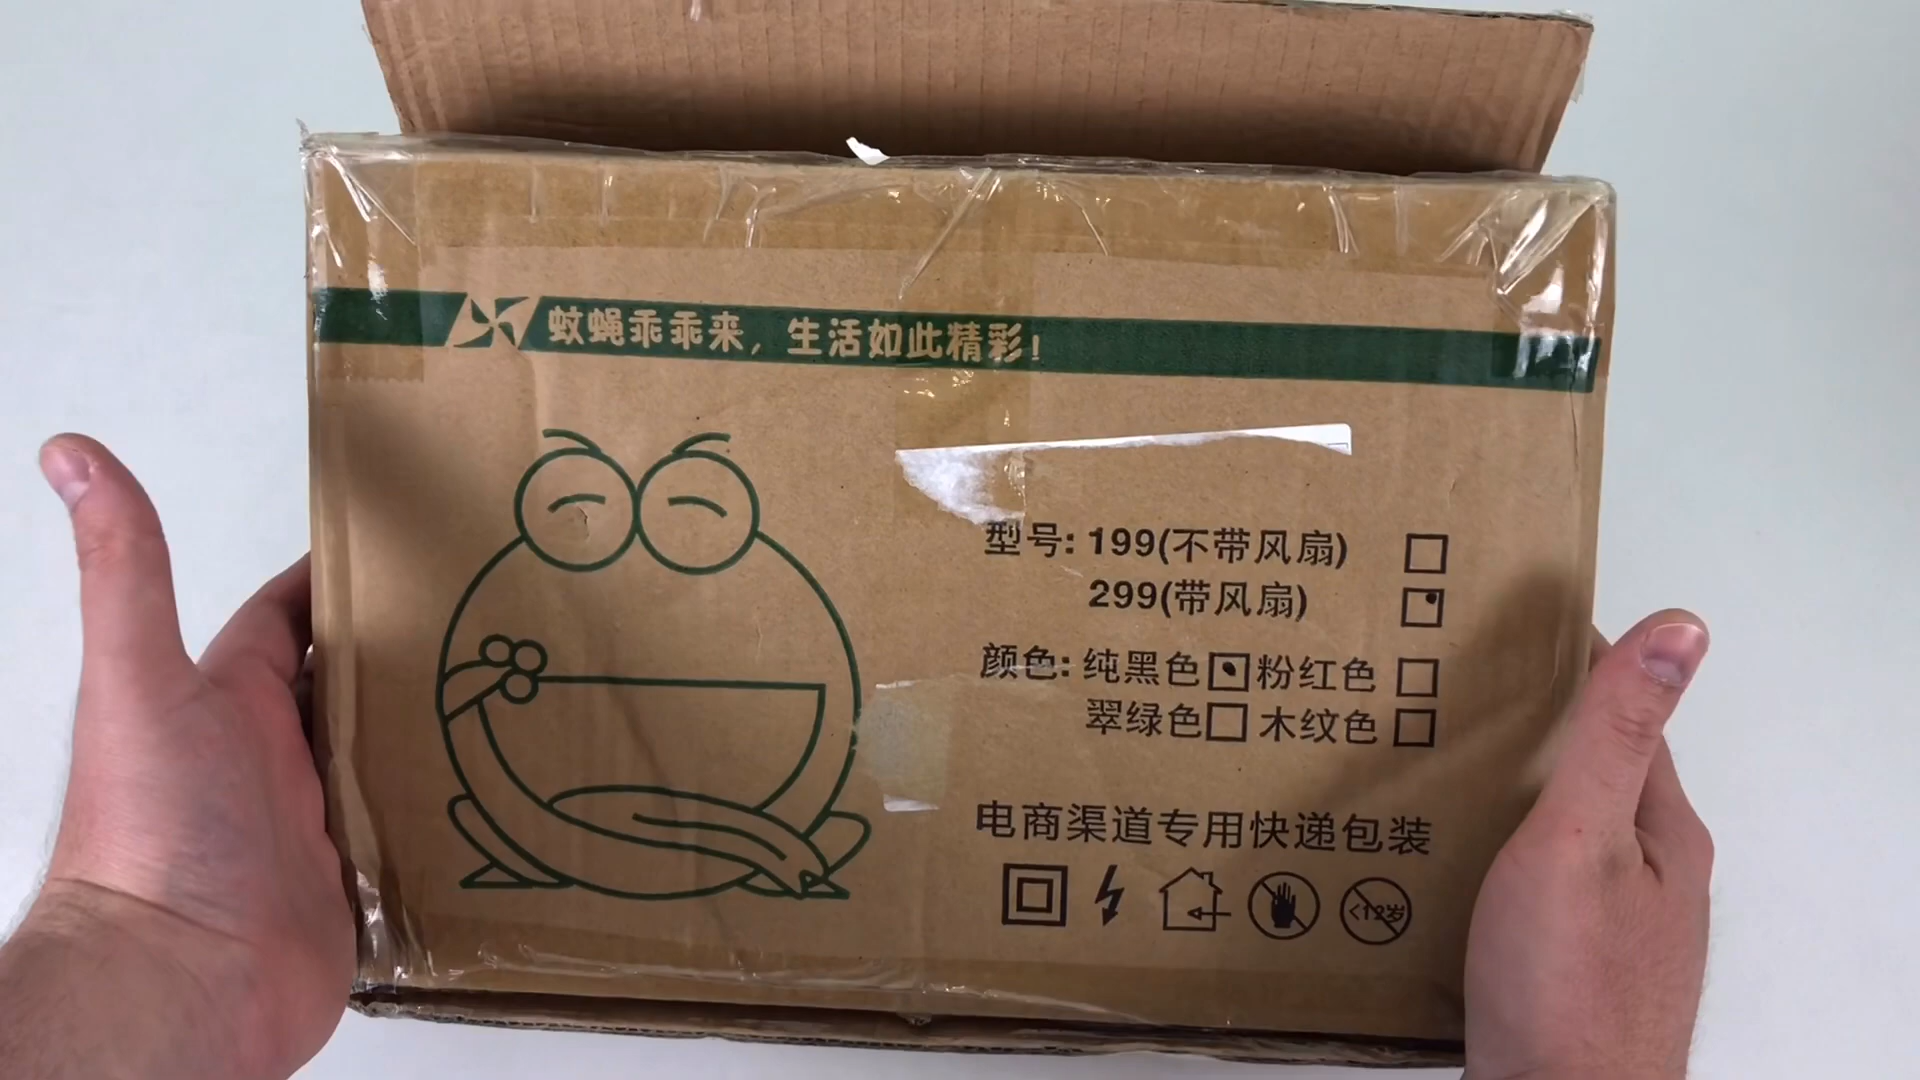 蚊蝇乖乖来，生活如此精彩!
型号: 199(不带风扇)
299(带风扇)
颜色: 纯黑色 粉红色
翠绿色 木纹色
电商渠道专用快递包装
<12岁